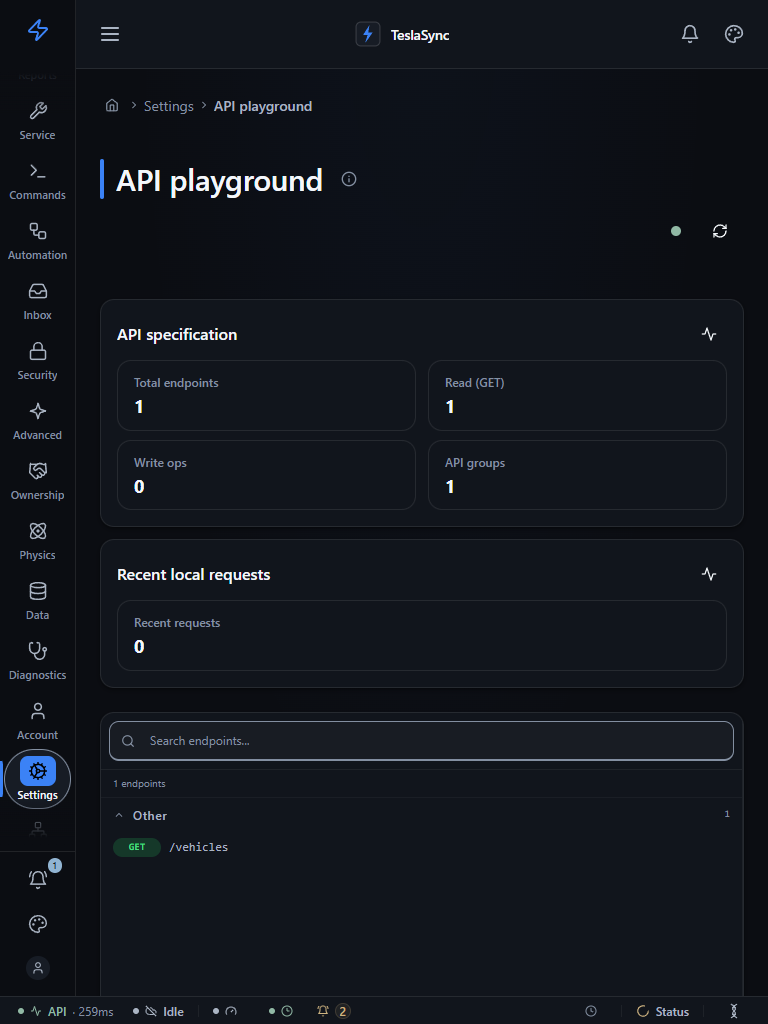 TeslaSync
Reports
Service
Commands
Automation
Inbox
Security
Advanced
Ownership
Physics
Data
Diagnostics
Account
Settings
1
Settings
API playground
API playground
API specification
Total endpoints
1
Read (GET)
1
Write ops
0
API groups
1
Recent local requests
Recent requests
0
Search endpoints...
1 endpoints
Other
1
GET /vehicles
API · 259ms
Idle
2
Status